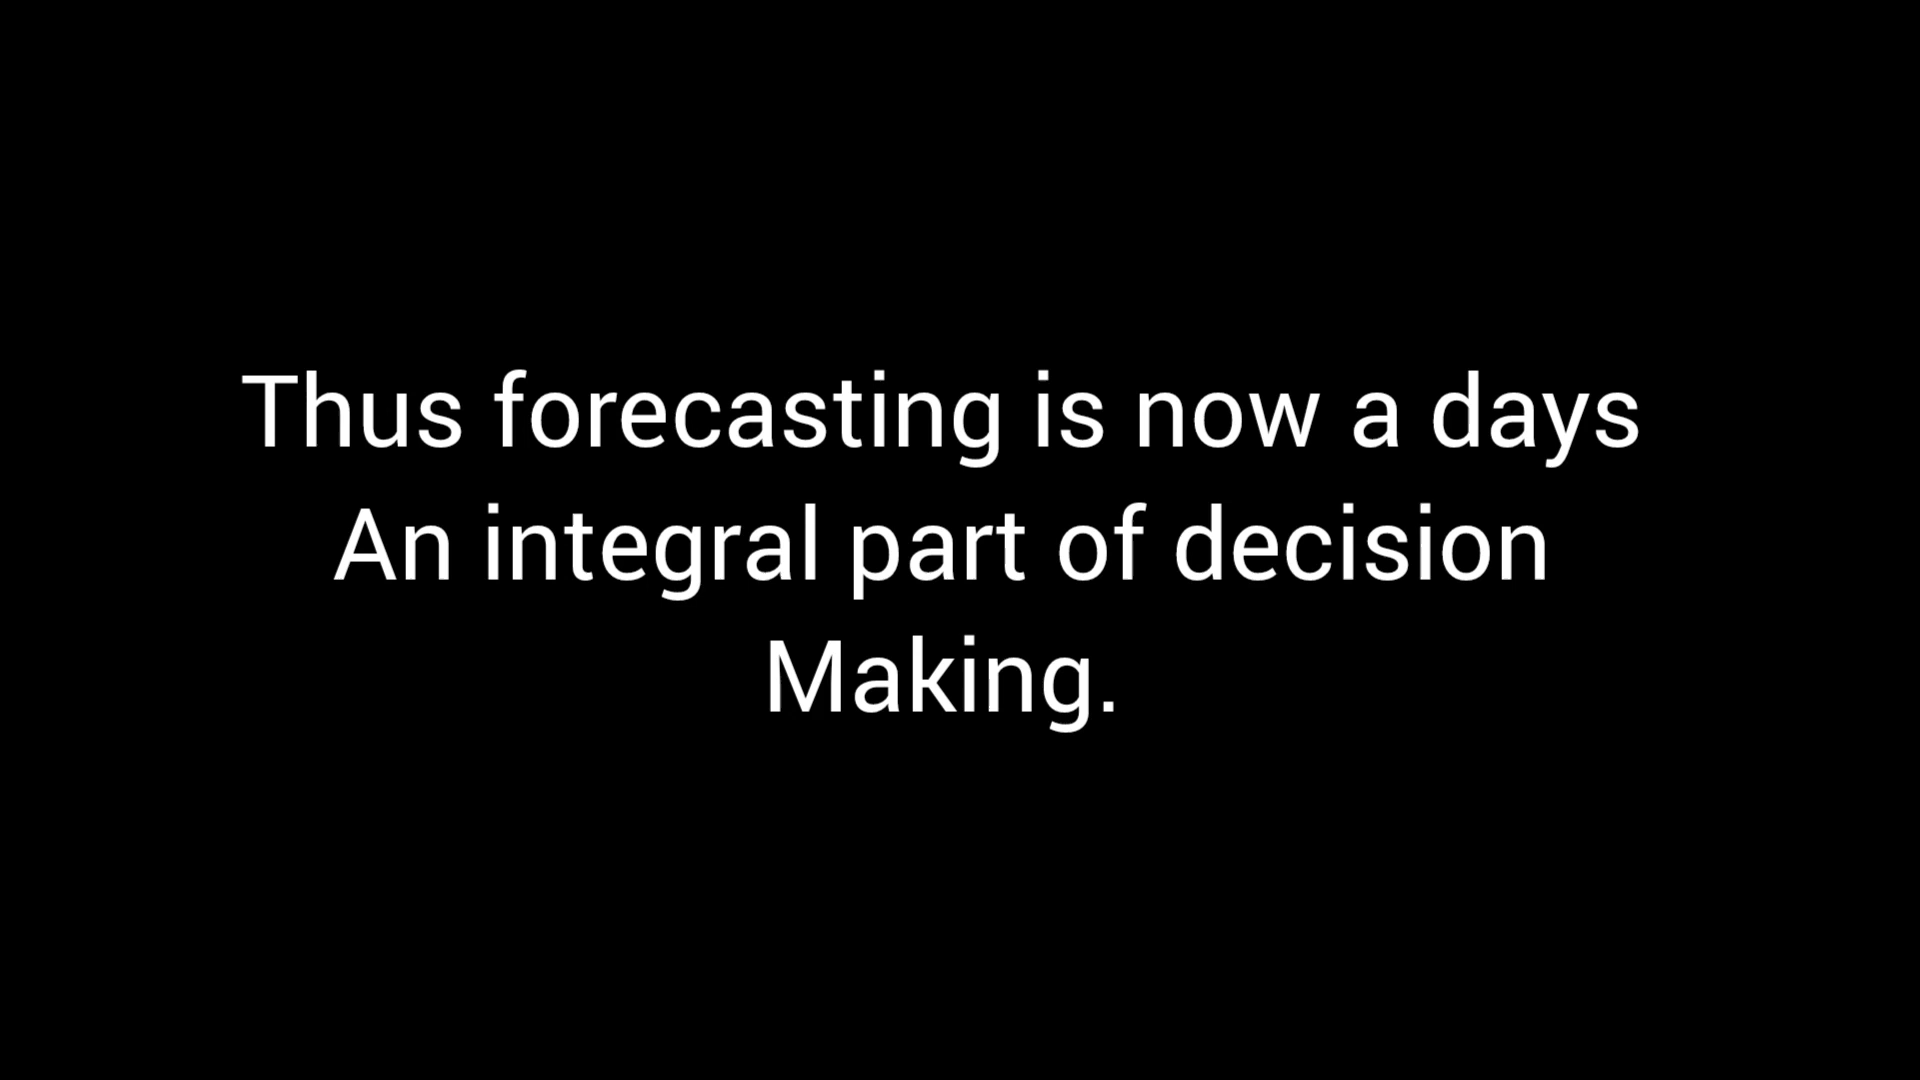 Thus forecasting is now a days
An integral part of decision
Making.